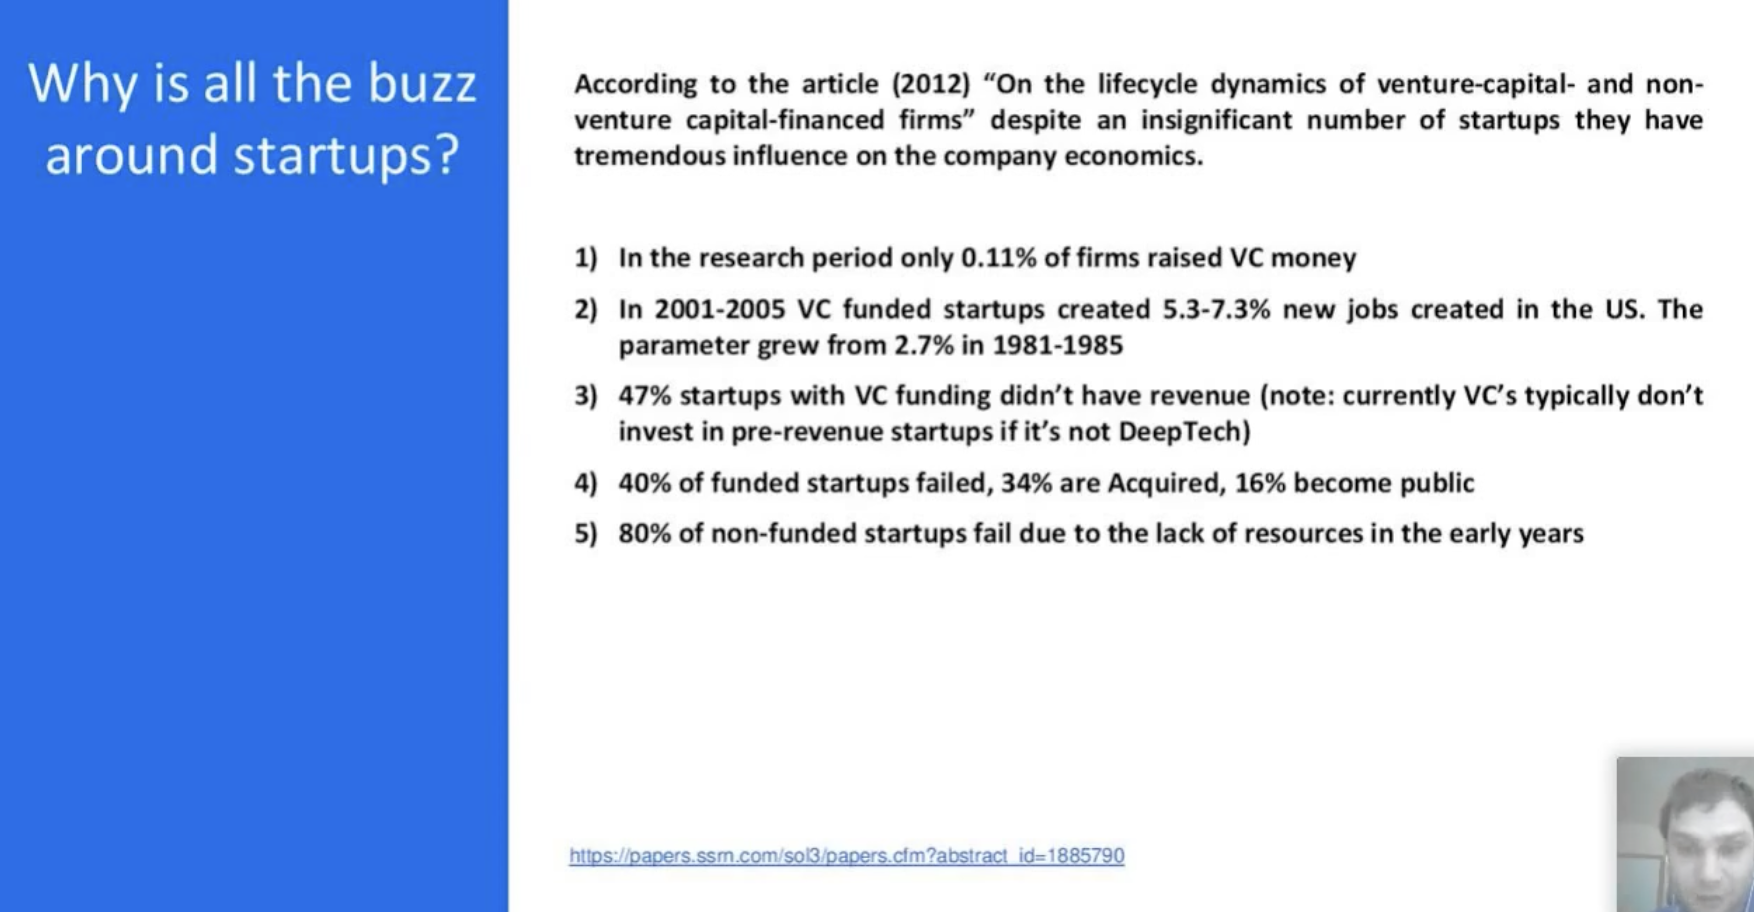 Why is all the buzz
around startups?
According to the article (2012) “On the lifecycle dynamics of venture-capital- and non-
venture capital-financed firms” despite an insignificant number of startups they have
tremendous influence on the company economics.
1) In the research period only 0.11% of firms raised VC money
2) In 2001-2005 VC funded startups created 5.3-7.3% new jobs created in the US. The
parameter grew from 2.7% in 1981-1985
3) 47% startups with VC funding didn’t have revenue (note: currently VC’s typically don’t
invest in pre-revenue startups if it’s not DeepTech)
4) 40% of funded startups failed, 34% are Acquired, 16% become public
5) 80% of non-funded startups fail due to the lack of resources in the early years
https://papers.ssrn.com/sol3/papers.cfm?abstract_id=1885790